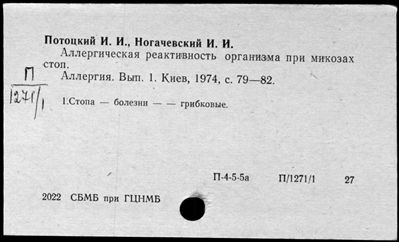 Потоцкий И. И., Ногачевский И. И.
Аллергическая реактивность организма при микозах
стоп.
Аллергия. Вып. 1. Киев, 1974, с. 79—82.
П
1271/1
1.Стопа — болезни — — грибковые.
П-4-5-5а П/1271/1 27
2022 СБМБ при ГЦНМБ